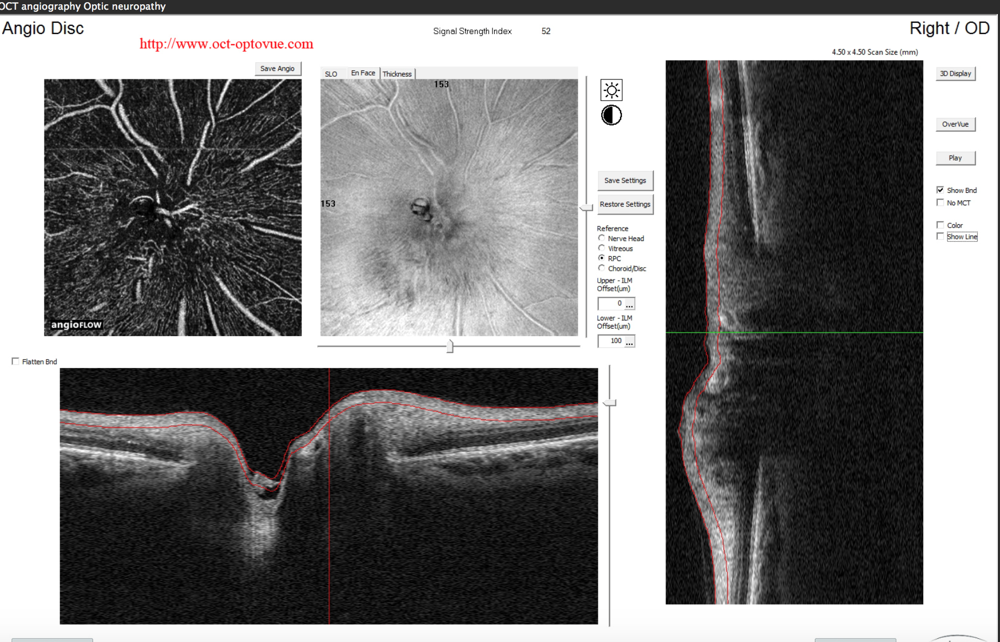 OCT angiography Optic neuropathy
Angio Disc
Signal Strength Index 52
Right / OD
http://www.oct-optovue.com
4.50 x 4.50 Scan Size (mm)
Save Angio
SLO En Face Thickness
3D Display
153
OverVue
Play
Save Settings
Show Bnd
153
Restore Settings
No MCT
Color
Reference
Show Line
Nerve Head
Vitreous
RPC
Choroid/Disc
Upper - ILM
Offset(um)
0 ...
Lower - ILM
Offset(um)
100 ...
angioFLOW
Flatten Bnd